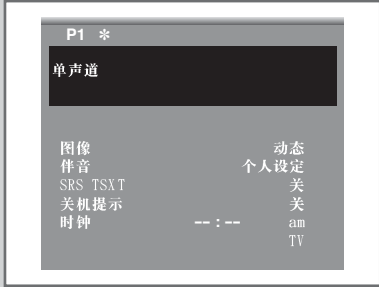 P1 *
单声道
图像 动态
伴音 个人设定
SRS TSXT 关
关机提示 关
时钟 --:-- am
TV